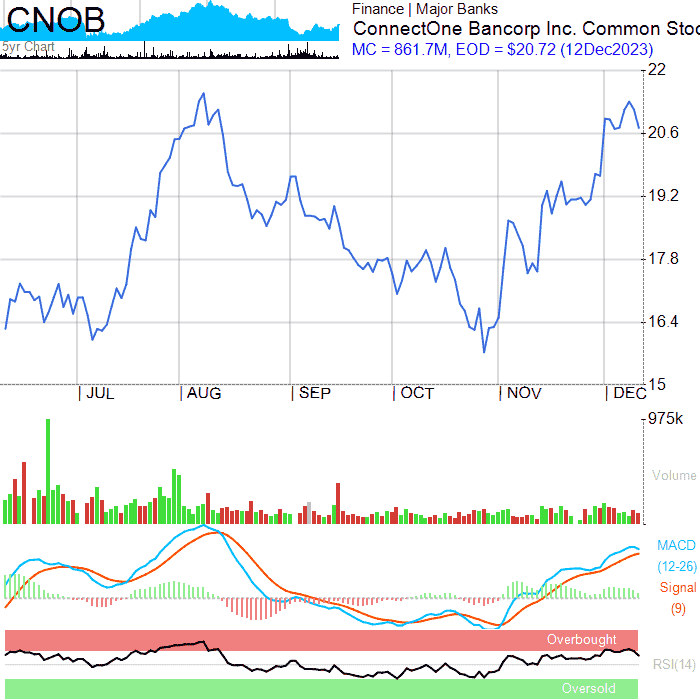 CNOB
5yr Chart
Finance | Major Banks
ConnectOne Bancorp Inc. Common Stoc
MC = 861.7M, EOD = $20.72 (12Dec2023)
22
20.6
19.2
17.8
16.4
15
| JUL | AUG | SEP | OCT | NOV | DEC
975k
Volume
MACD
(12-26)
Signal
(9)
Overbought
RSI(14)
Oversold